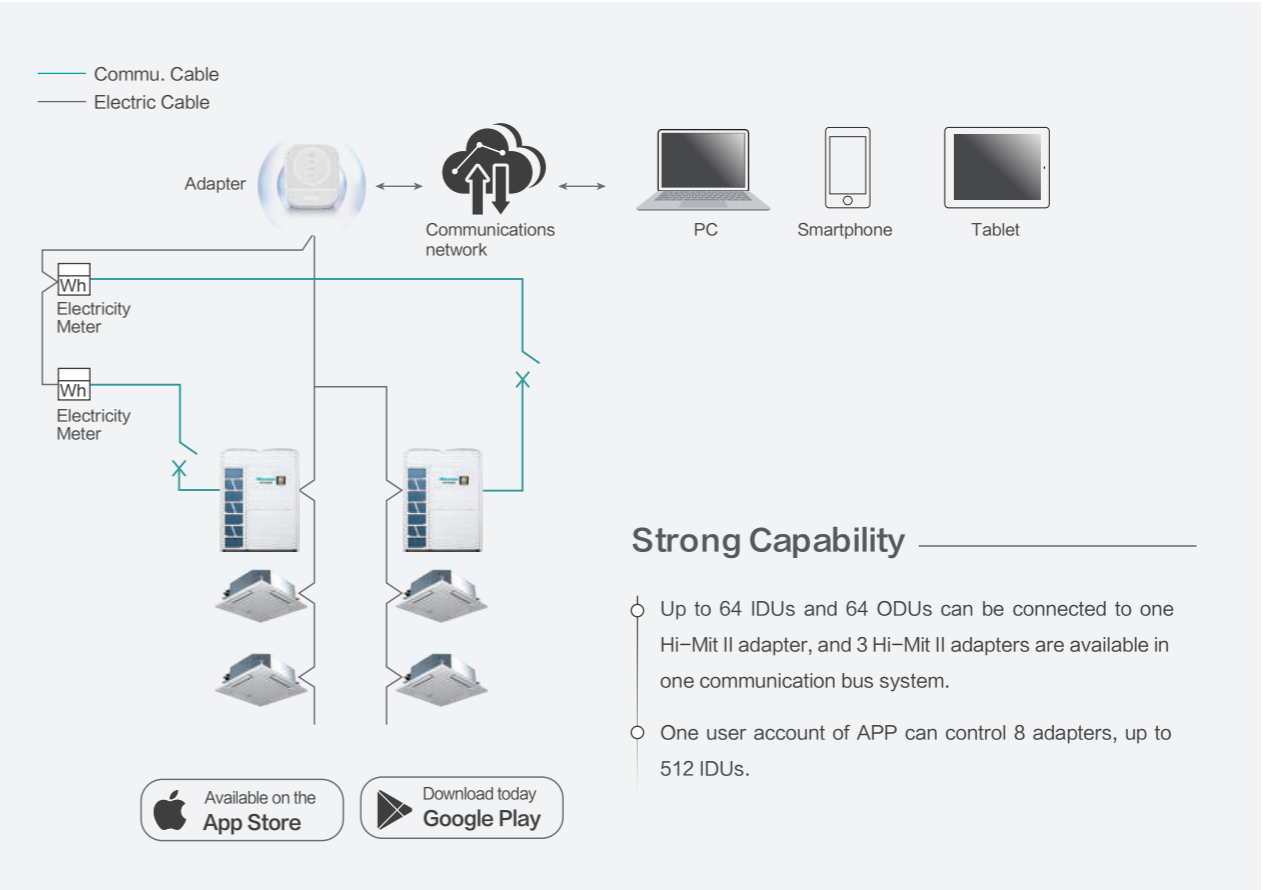 Commu. Cable
Electric Cable
Adapter
Communications
network
PC
Smartphone
Tablet
Wh
Electricity
Meter
Wh
Electricity
Meter
Strong Capability
Up to 64 IDUs and 64 ODUs can be connected to one
Hi-Mit II adapter, and 3 Hi-Mit II adapters are available in
one communication bus system.
One user account of APP can control 8 adapters, up to
512 IDUs.
Available on the
App Store
Download today
Google Play